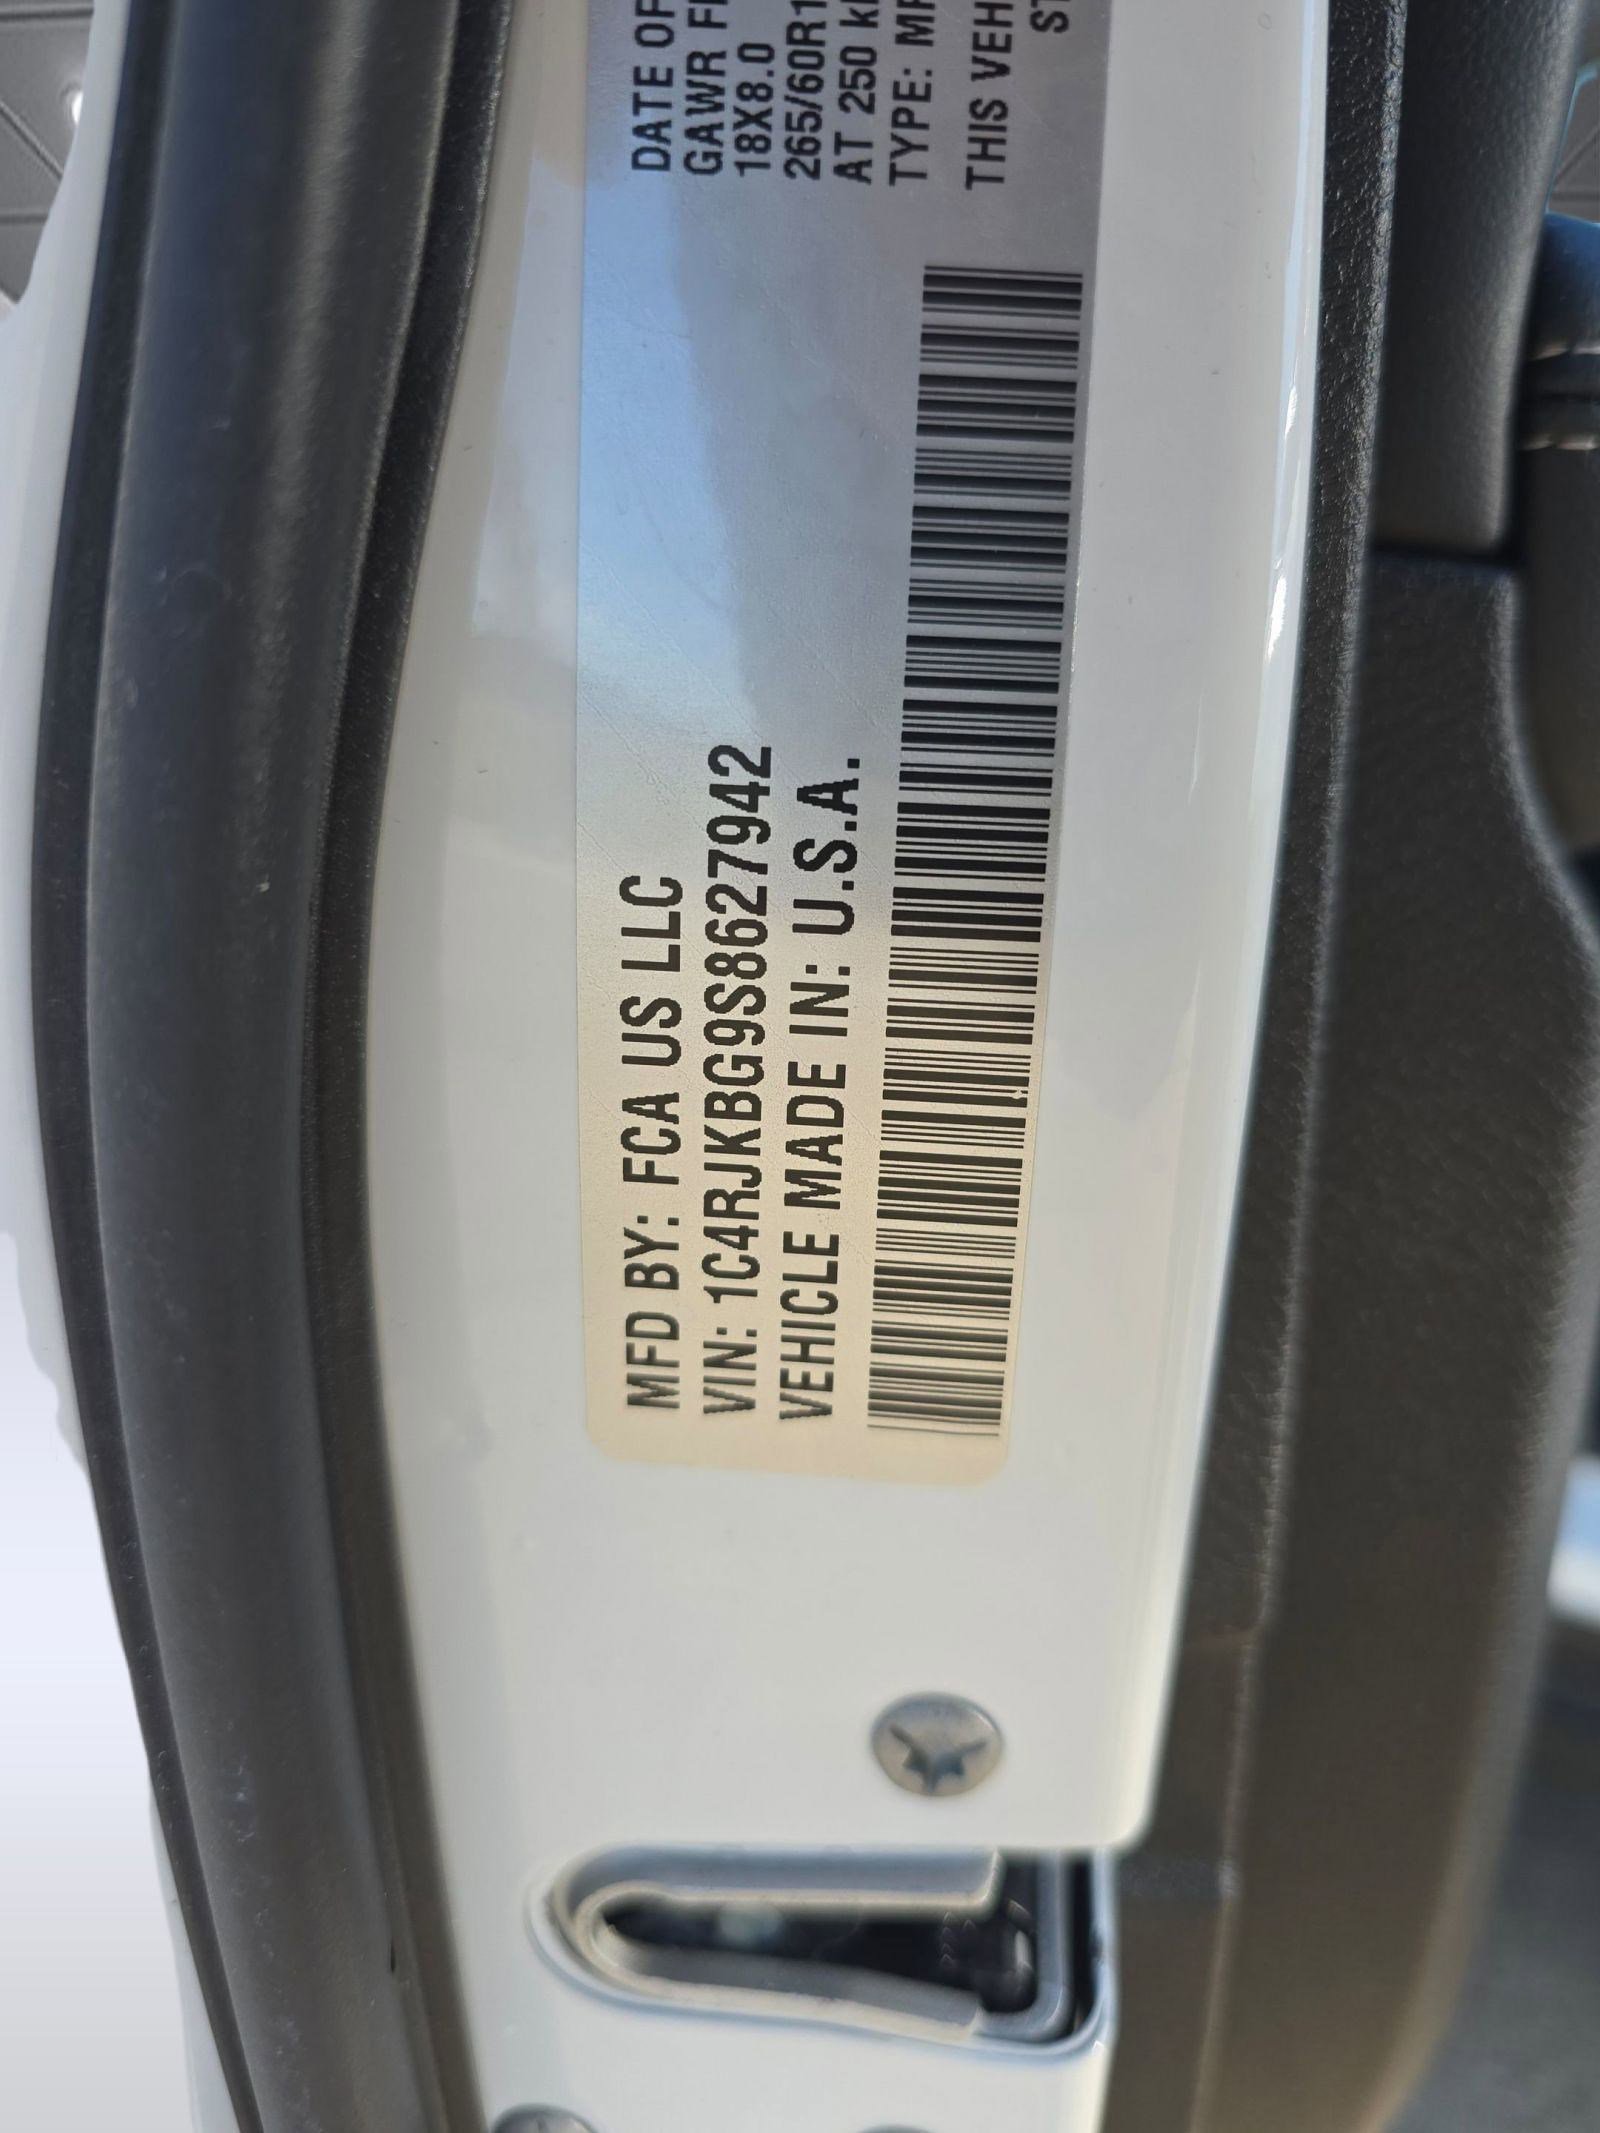 MFD BY: FCA US LLC
VIN: 1C4RJKBG9S8627942
VEHICLE MADE IN: U.S.A.
DATE OF
GAWR
18X8.0
265/60R1
AT 250
TYPE:
THIS